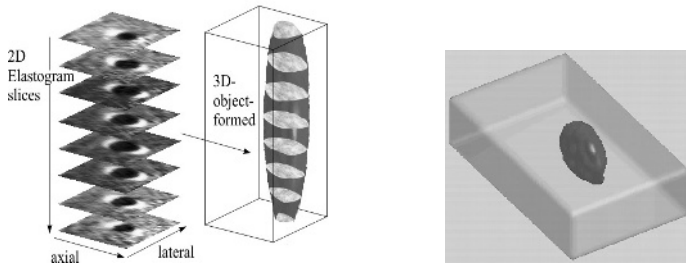 2D
Elastogram
slices
3D-
object-
formed
axial
lateral